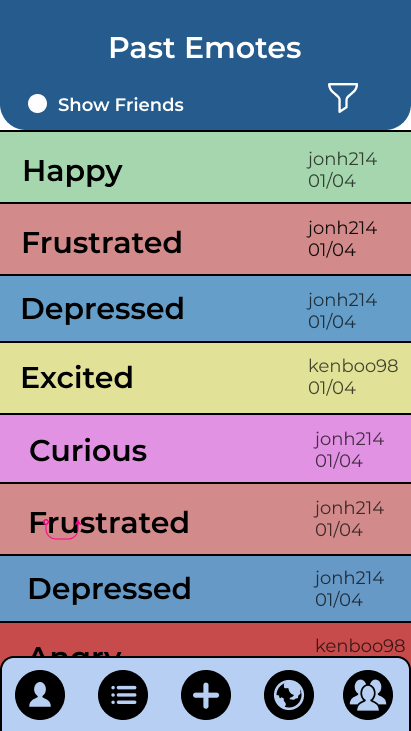 Past Emotes
Show Friends
Happy
jonh214
01/04
Frustrated
jonh214
01/04
Depressed
jonh214
01/04
Excited
kenboo98
01/04
Curious
jonh214
01/04
Frustrated
jonh214
01/04
Depressed
jonh214
01/04
Angry
kenboo98